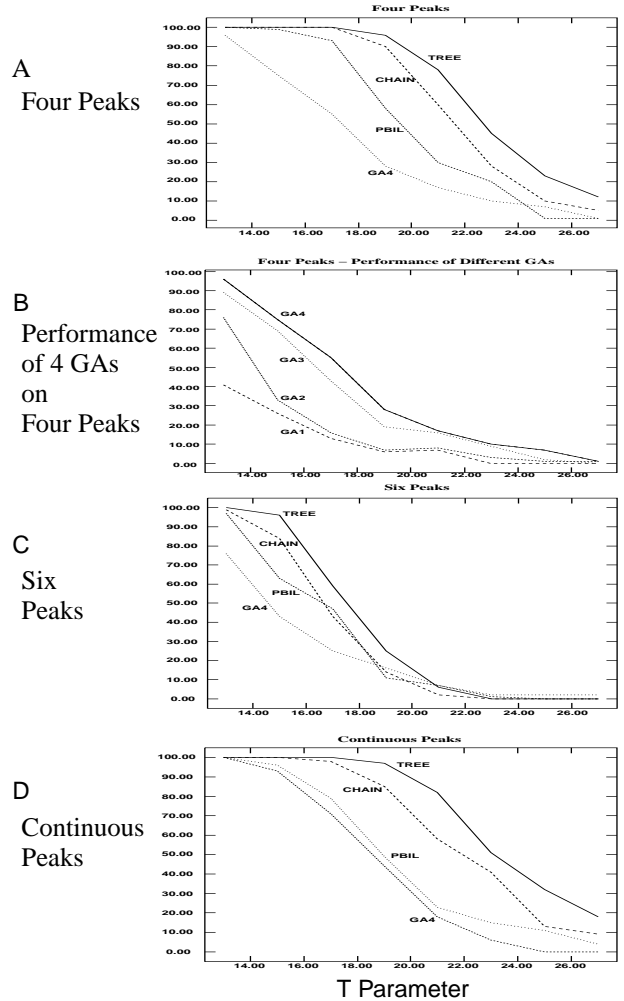 Four Peaks
A
Four Peaks
100.00
90.00
80.00
70.00
60.00
50.00
40.00
30.00
20.00
10.00
0.00
TREE
CHAIN
PBIL
GA4
14.00 16.00 18.00 20.00 22.00 24.00 26.00
Four Peaks – Performance of Different GAs
B
Performance
of 4 GAs
on
Four Peaks
100.00
90.00
80.00
70.00
60.00
50.00
40.00
30.00
20.00
10.00
0.00
GA4
GA3
GA2
GA1
14.00 16.00 18.00 20.00 22.00 24.00 26.00
Six Peaks
C
Six
Peaks
100.00
90.00
80.00
70.00
60.00
50.00
40.00
30.00
20.00
10.00
0.00
TREE
CHAIN
PBIL
GA4
14.00 16.00 18.00 20.00 22.00 24.00 26.00
Continuous Peaks
D
Continuous
Peaks
100.00
90.00
80.00
70.00
60.00
50.00
40.00
30.00
20.00
10.00
0.00
TREE
CHAIN
PBIL
GA4
14.00 16.00 18.00 20.00 22.00 24.00 26.00
T Parameter